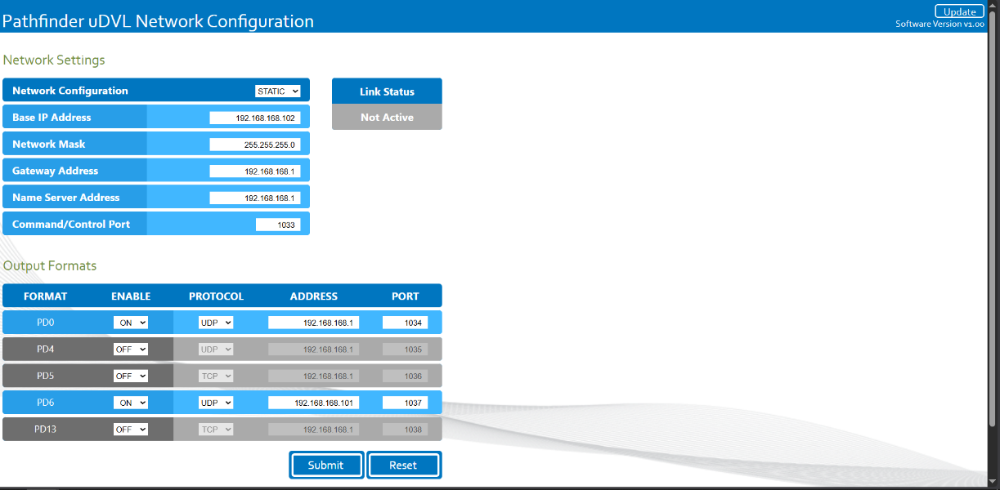 Pathfinder uDVL Network Configuration
Update
Software Version v1.00
Network Settings
Network Configuration STATIC
Link Status
Base IP Address 192.168.168.102
Not Active
Network Mask 255.255.255.0
Gateway Address 192.168.168.1
Name Server Address 192.168.168.1
Command/Control Port 1033
Output Formats
FORMAT ENABLE PROTOCOL ADDRESS PORT
PD0 ON UDP 192.168.168.1 1034
PD4 OFF UDP 192.168.168.1 1035
PD5 OFF TCP 192.168.168.1 1036
PD6 ON UDP 192.168.168.101 1037
PD13 OFF TCP 192.168.168.1 1038
Submit Reset